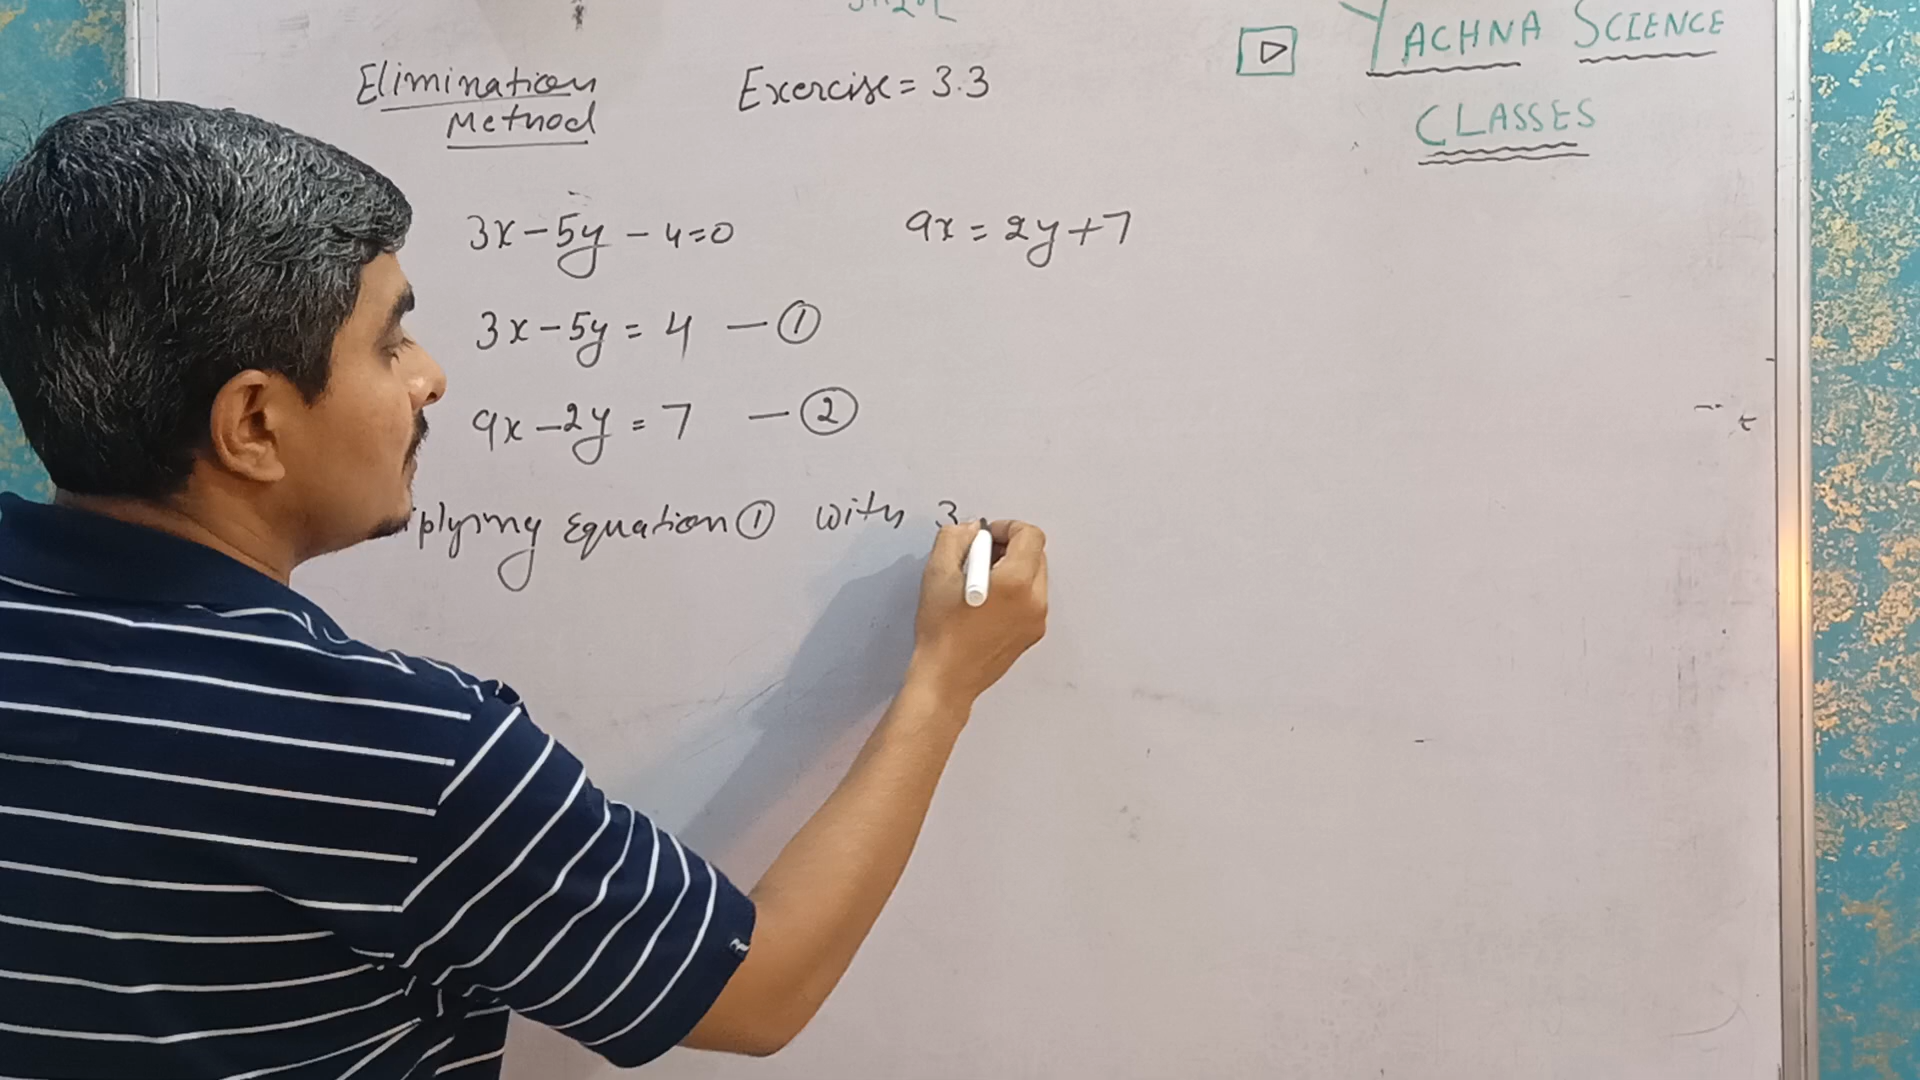 YACHNA SCIENCE
CLASSES
Elimination
Method
Exercise = 3.3
3x - 5y - 4 = 0
9x = 2y + 7
3x - 5y = 4 — ①
9x - 2y = 7 — ②
iplying Equation ① with 3